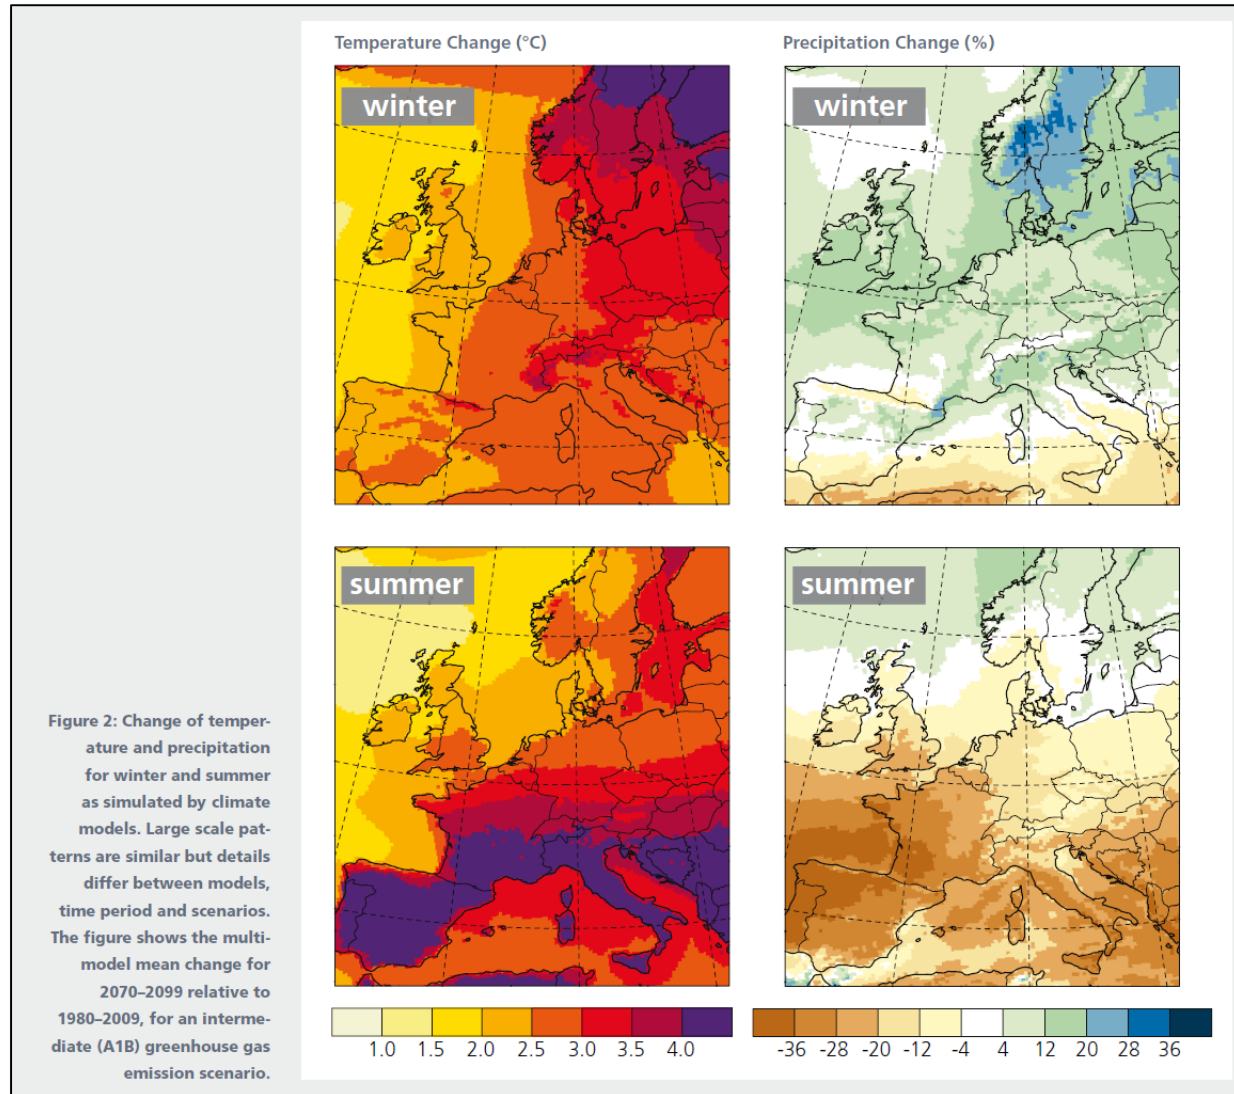 Temperature Change (°C)
Precipitation Change (%)
winter
winter
summer
summer
Figure 2: Change of temper-
ature and precipitation
for winter and summer
as simulated by climate
models. Large scale pat-
terns are similar but details
differ between models,
time period and scenarios.
The figure shows the multi-
model mean change for
2070–2099 relative to
1980–2009, for an interme-
diate (A1B) greenhouse gas
emission scenario.
1.0 1.5 2.0 2.5 3.0 3.5 4.0
-36 -28 -20 -12 -4 4 12 20 28 36